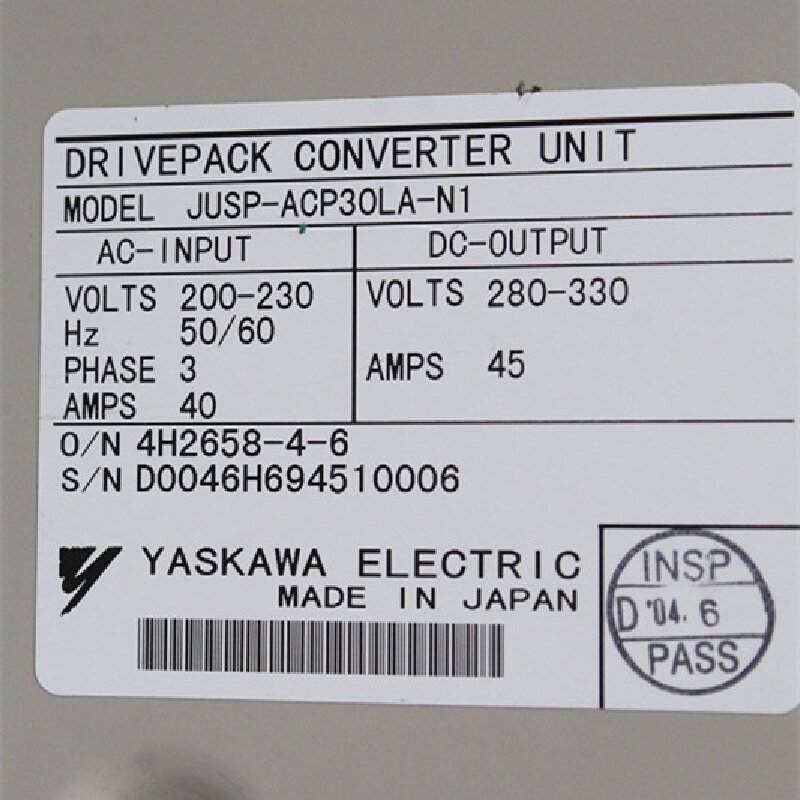 DRIVEPACK CONVERTER UNIT
MODEL JUSP-ACP30LA-N1
AC-INPUT DC-OUTPUT
VOLTS 200-230 VOLTS 280-330
Hz 50/60
PHASE 3 AMPS 45
AMPS 40
O/N 4H2658-4-6
S/N D0046H694510006
YASKAWA ELECTRIC
MADE IN JAPAN
INSP
D '04. 6
PASS